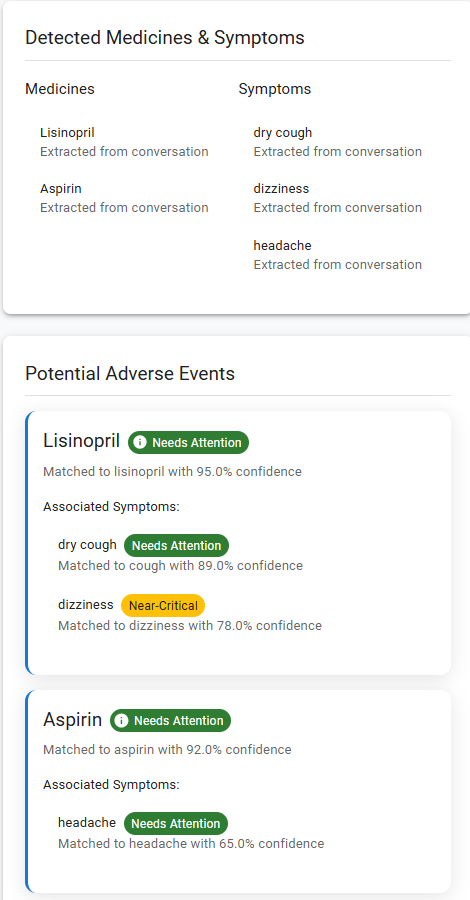 Detected Medicines & Symptoms
Medicines
Lisinopril
Extracted from conversation
Aspirin
Extracted from conversation
Symptoms
dry cough
Extracted from conversation
dizziness
Extracted from conversation
headache
Extracted from conversation
Potential Adverse Events
Lisinopril Needs Attention
Matched to lisinopril with 95.0% confidence
Associated Symptoms:
dry cough Needs Attention
Matched to cough with 89.0% confidence
dizziness Near-Critical
Matched to dizziness with 78.0% confidence
Aspirin Needs Attention
Matched to aspirin with 92.0% confidence
Associated Symptoms:
headache Needs Attention
Matched to headache with 65.0% confidence